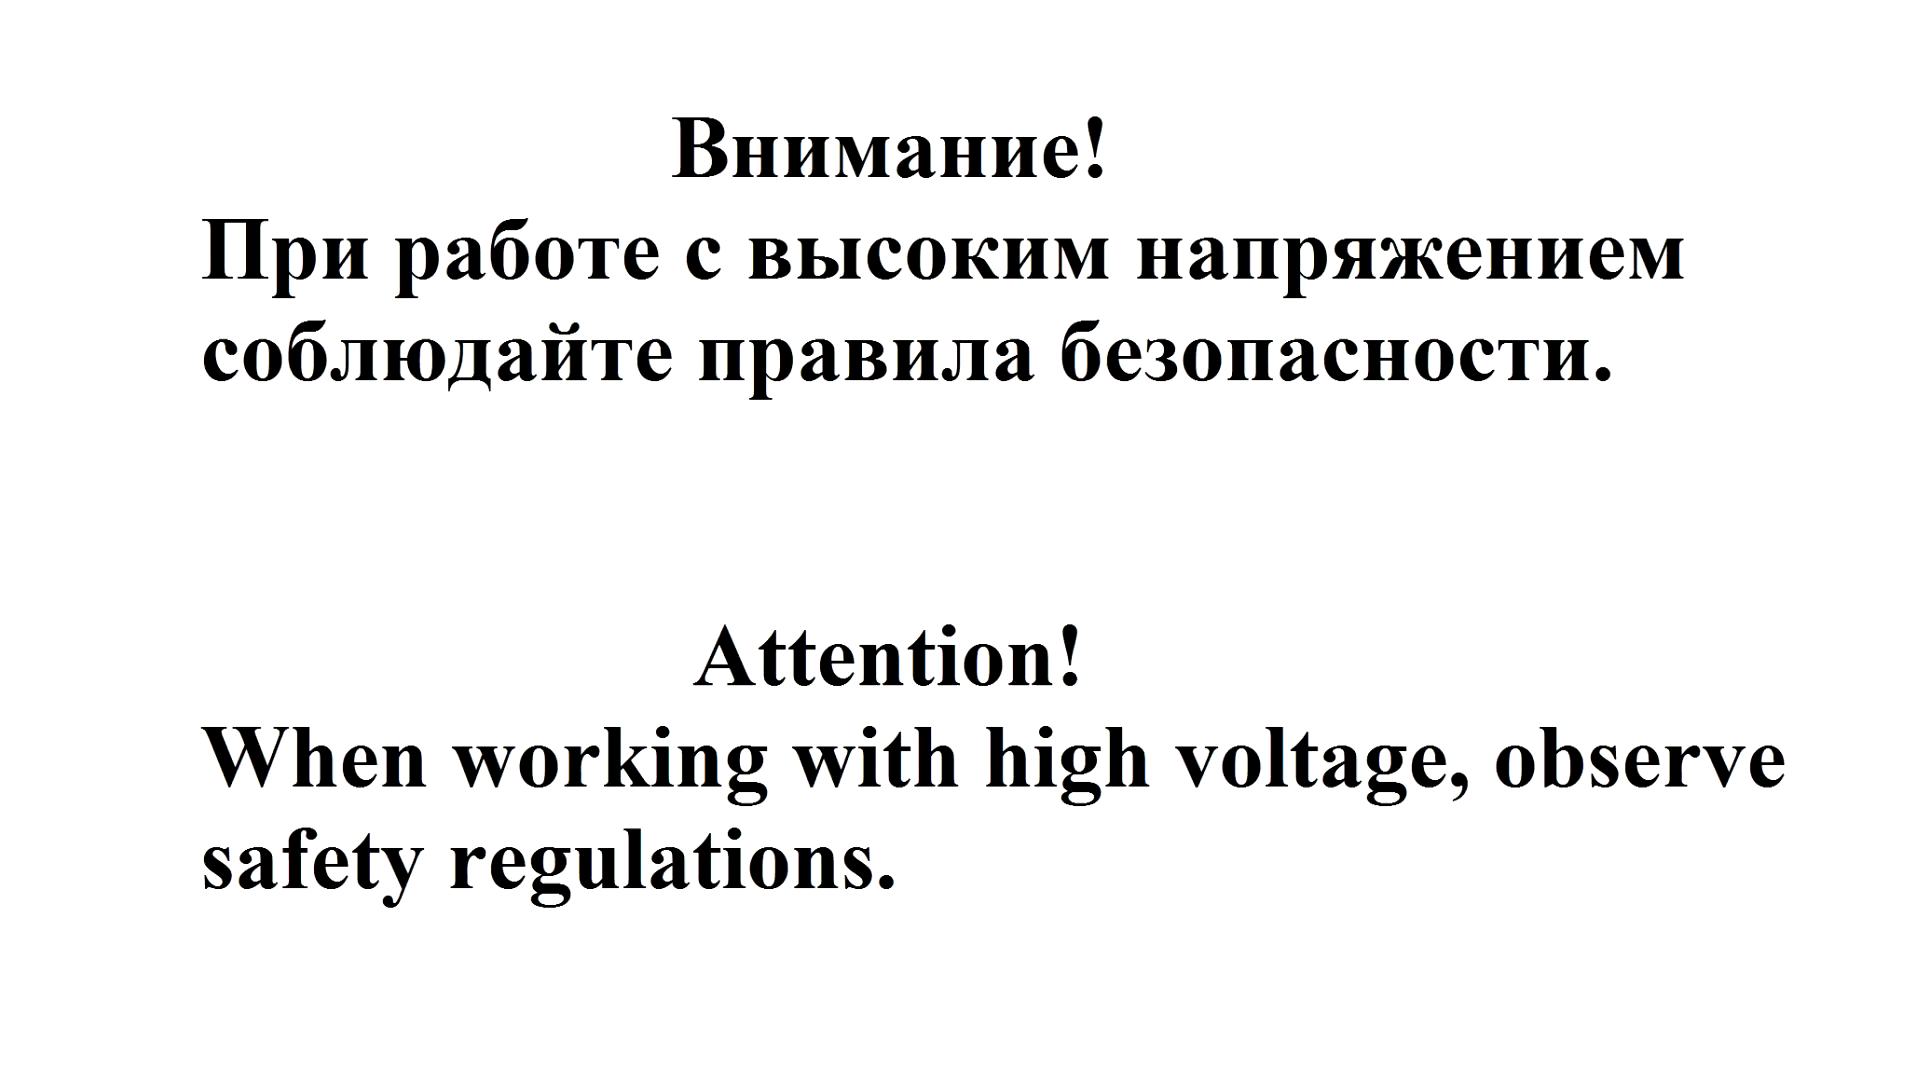 Внимание!
При работе с высоким напряжением
соблюдайте правила безопасности.
Attention!
When working with high voltage, observe
safety regulations.